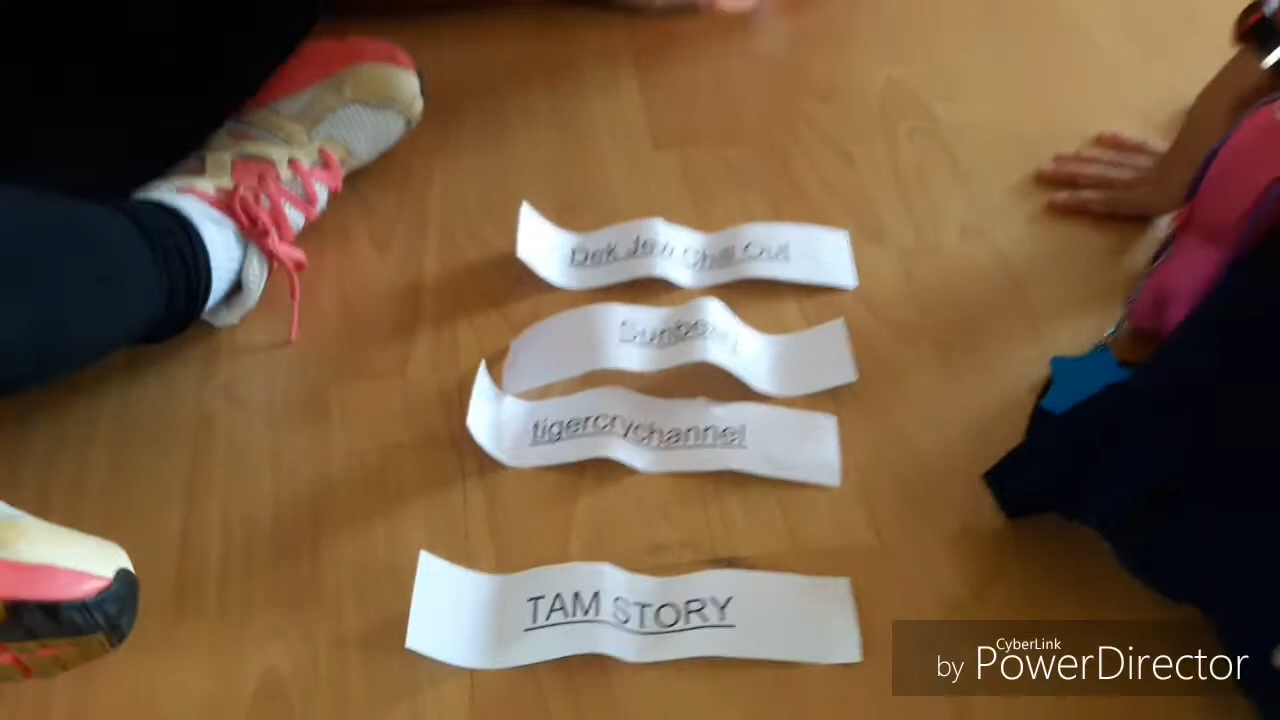 Dek Jew Chill Out
tigercrychannel
TAM STORY
CyberLink
by PowerDirector